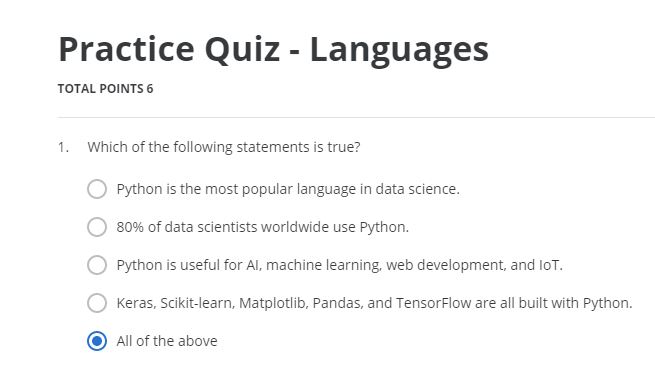 Practice Quiz - Languages
TOTAL POINTS 6
1. Which of the following statements is true?
Python is the most popular language in data science.
80% of data scientists worldwide use Python.
Python is useful for AI, machine learning, web development, and IoT.
Keras, Scikit-learn, Matplotlib, Pandas, and TensorFlow are all built with Python.
All of the above